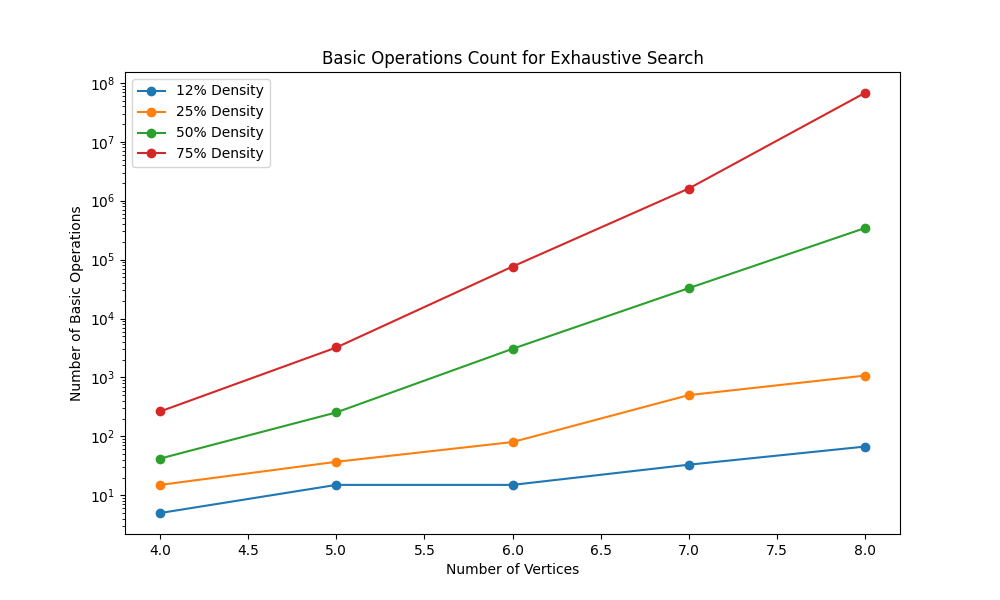 Basic Operations Count for Exhaustive Search
12% Density
25% Density
50% Density
75% Density
Number of Basic Operations
10^8
10^7
10^6
10^5
10^4
10^3
10^2
10^1
4.0 4.5 5.0 5.5 6.0 6.5 7.0 7.5 8.0
Number of Vertices